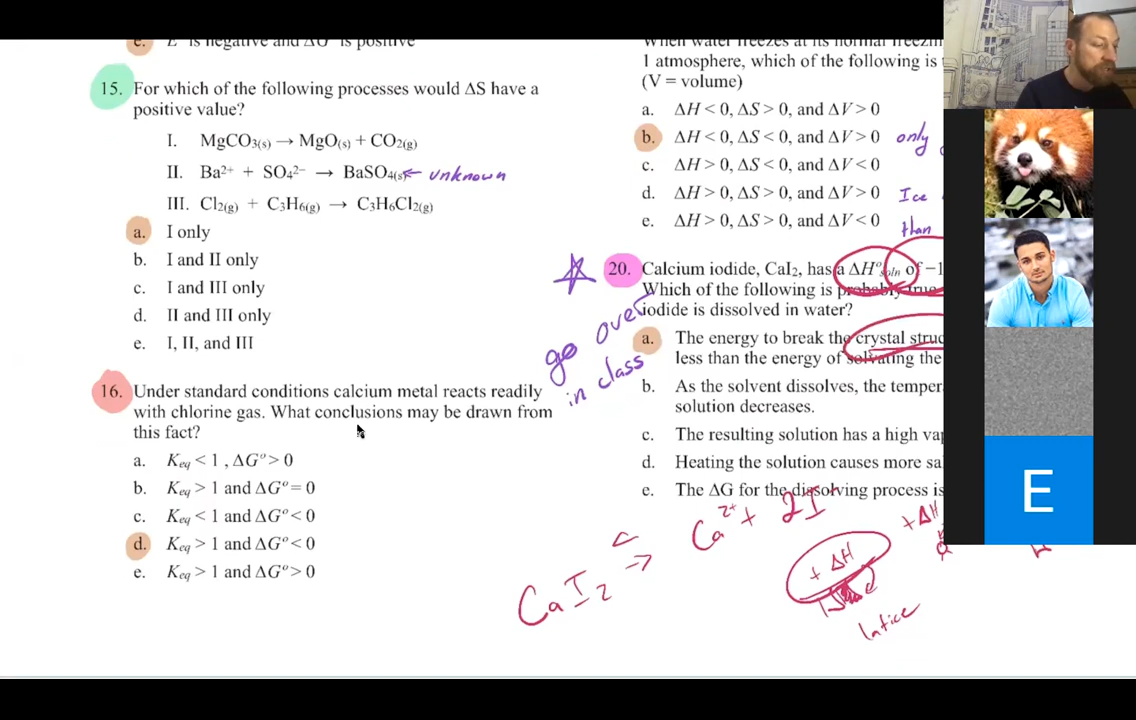 e. E° is negative and ΔG° is positive
15. For which of the following processes would ΔS have a
positive value?
I. MgCO3(s) → MgO(s) + CO2(g)
II. Ba2+ + SO42− → BaSO4(s) ← unknown
III. Cl2(g) + C3H6(g) → C3H6Cl2(g)
a. I only
b. I and II only
c. I and III only
d. II and III only
e. I, II, and III
16. Under standard conditions calcium metal reacts readily
with chlorine gas. What conclusions may be drawn from
this fact?
a. Keq < 1 , ΔG° > 0
b. Keq > 1 and ΔG° = 0
c. Keq < 1 and ΔG° < 0
d. Keq > 1 and ΔG° < 0
e. Keq > 1 and ΔG° > 0
When water freezes at its normal
1 atmosphere, which of the following is
(V = volume)
a. ΔH < 0, ΔS > 0, and ΔV > 0
b. ΔH < 0, ΔS < 0, and ΔV > 0 only
c. ΔH > 0, ΔS < 0, and ΔV < 0
d. ΔH > 0, ΔS > 0, and ΔV > 0 Ice
e. ΔH > 0, ΔS > 0, and ΔV < 0 than
20. Calcium iodide, CaI2, has a ΔH°soln of −1
Which of the following is probably true
iodide is dissolved in water?
go over
in class
a. The energy to break the crystal
less than the energy of solvating the
b. As the solvent dissolves, the
solution decreases.
c. The resulting solution has a high
d. Heating the solution causes more
e. The ΔG for the dissolving process is
CaI2 → Ca2+ + 2I−
+ ΔH
+ ΔH
latice
E